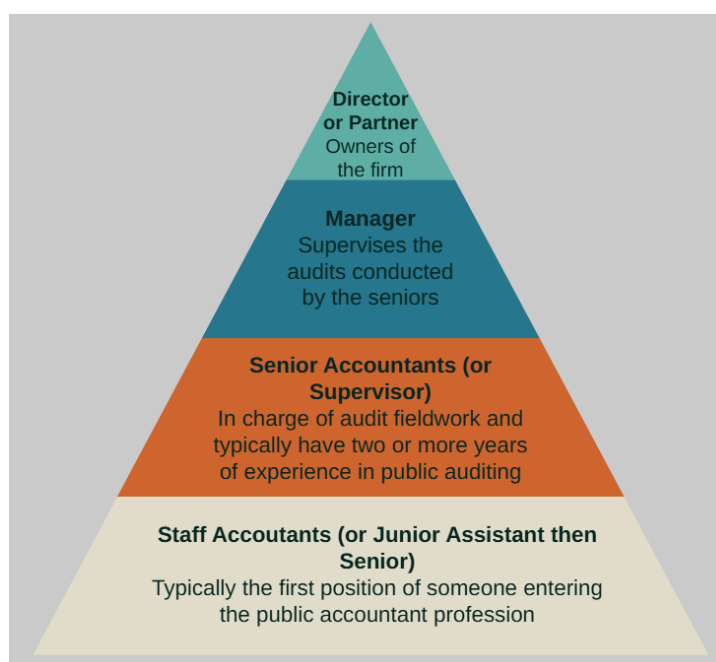 Director
or Partner
Owners of
the firm
Manager
Supervises the
audits conducted
by the seniors
Senior Accountants (or
Supervisor)
In charge of audit fieldwork and
typically have two or more years
of experience in public auditing
Staff Accoutants (or Junior Assistant then
Senior)
Typically the first position of someone entering
the public accountant profession